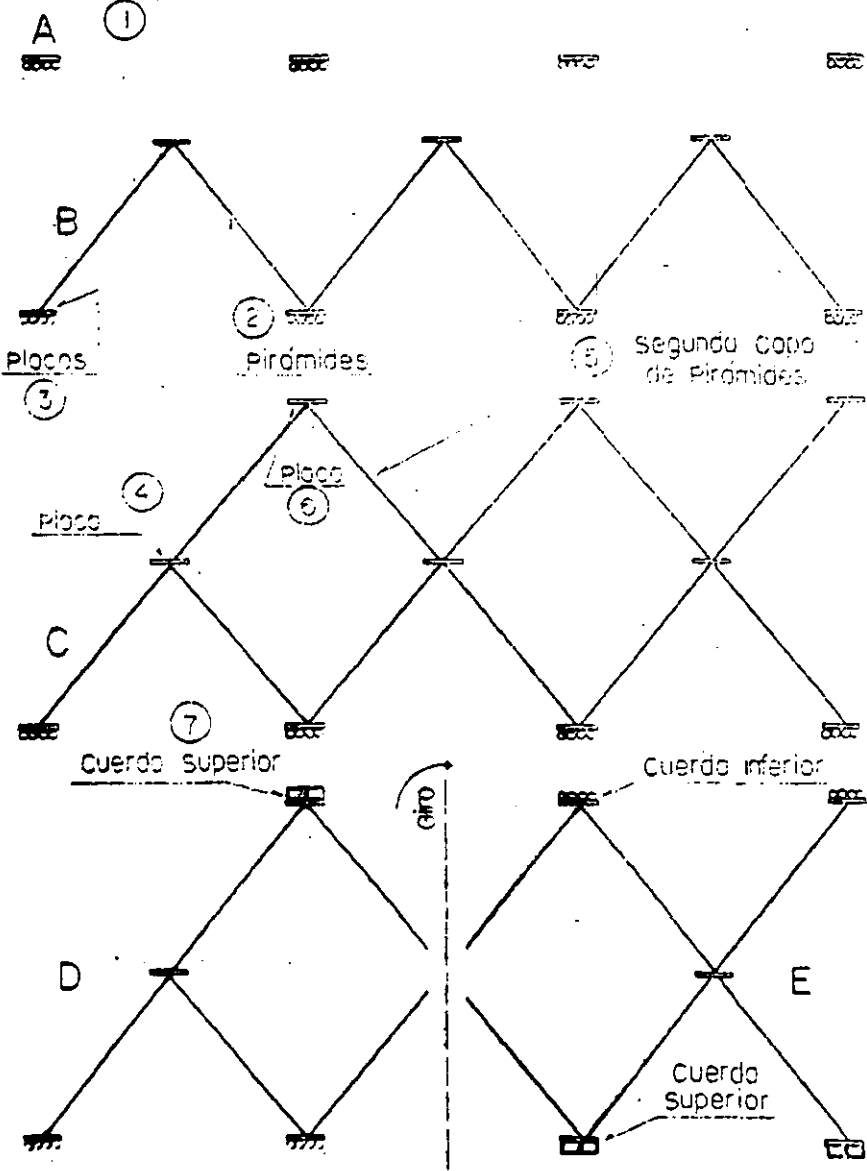 A
1
B
2
Placas
3
Pirámides
5
Segunda Capa
de Pirámides
4
Placa
Placa
6
C
7
Cuerda Superior
Giro
Cuerda Inferior
D
E
Cuerda
Superior